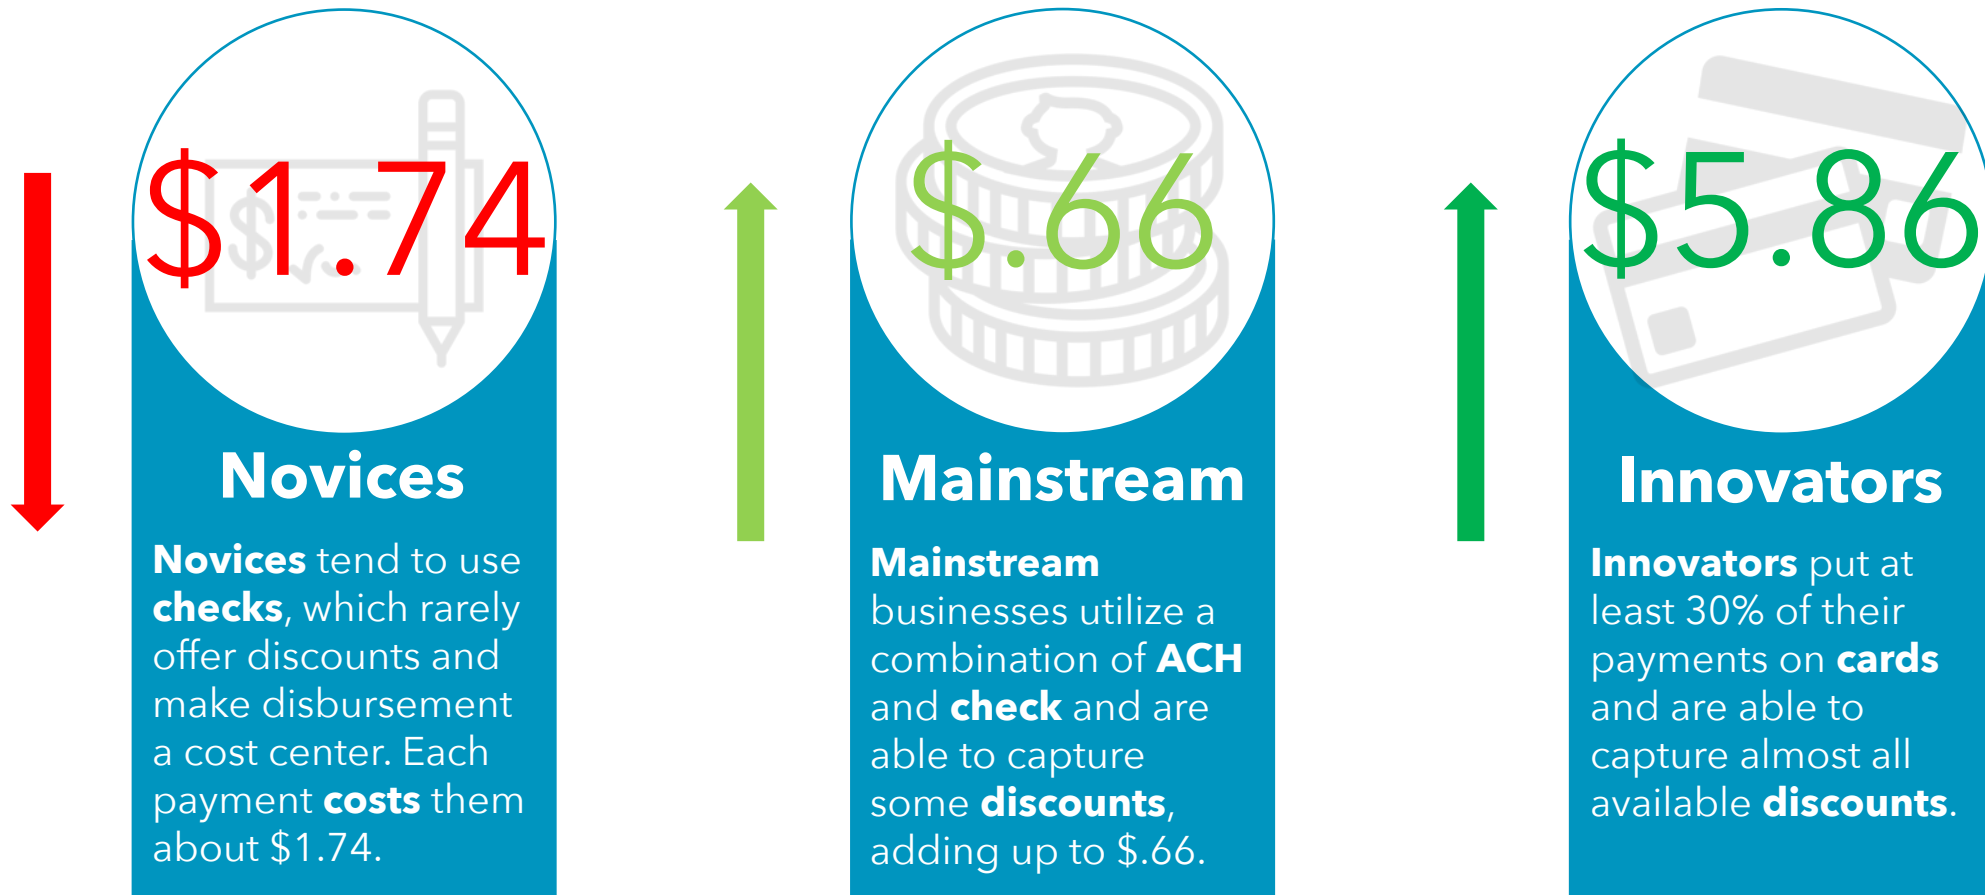 $1.74
Novices
Novices tend to use
checks, which rarely
offer discounts and
make disbursement
a cost center. Each
payment costs them
about $1.74.
$.66
Mainstream
Mainstream
businesses utilize a
combination of ACH
and check and are
able to capture
some discounts,
adding up to $.66.
$5.86
Innovators
Innovators put at
least 30% of their
payments on cards
and are able to
capture almost all
available discounts.